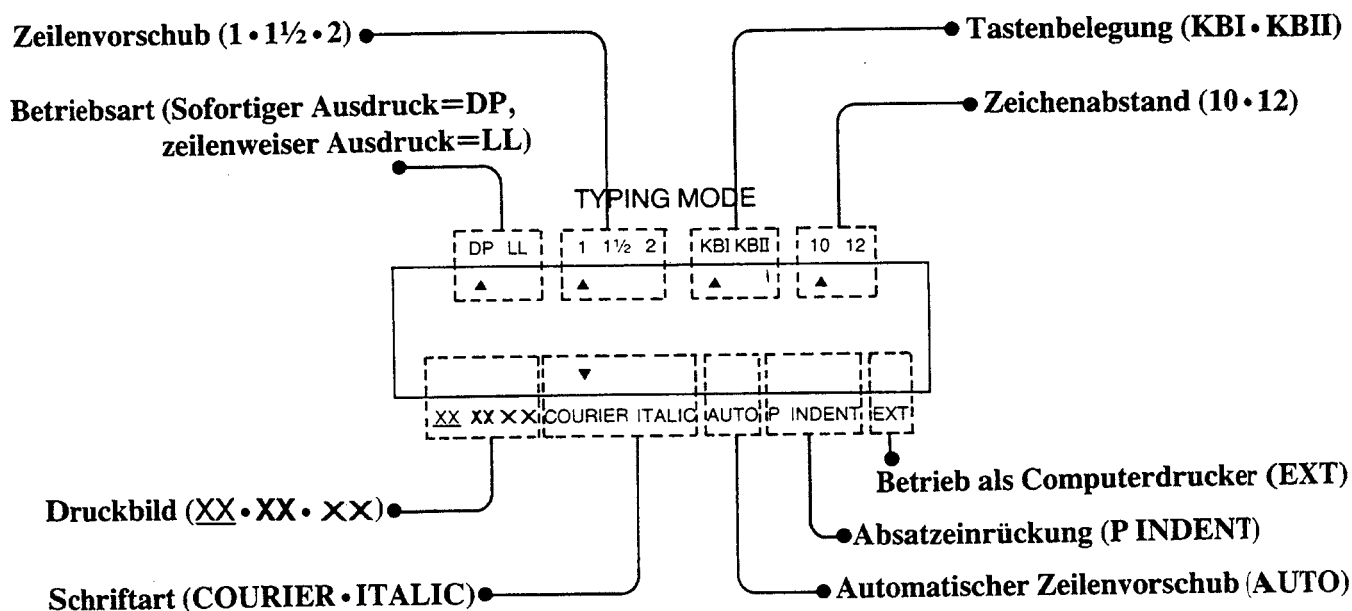 Zeilenvorschub (1 • 1½ • 2)
Tastenbelegung (KBI • KBII)
Betriebsart (Sofortiger Ausdruck=DP,
zeilenweiser Ausdruck=LL)
Zeichenabstand (10 • 12)
TYPING MODE
DP LL 1 1½ 2 KBI KBII 10 12
XX XX XX COURIER ITALIC AUTO P INDENT EXT
Betrieb als Computerdrucker (EXT)
Druckbild (XX • XX • XX)
Absatzeinrückung (P INDENT)
Schriftart (COURIER • ITALIC)
Automatischer Zeilenvorschub (AUTO)